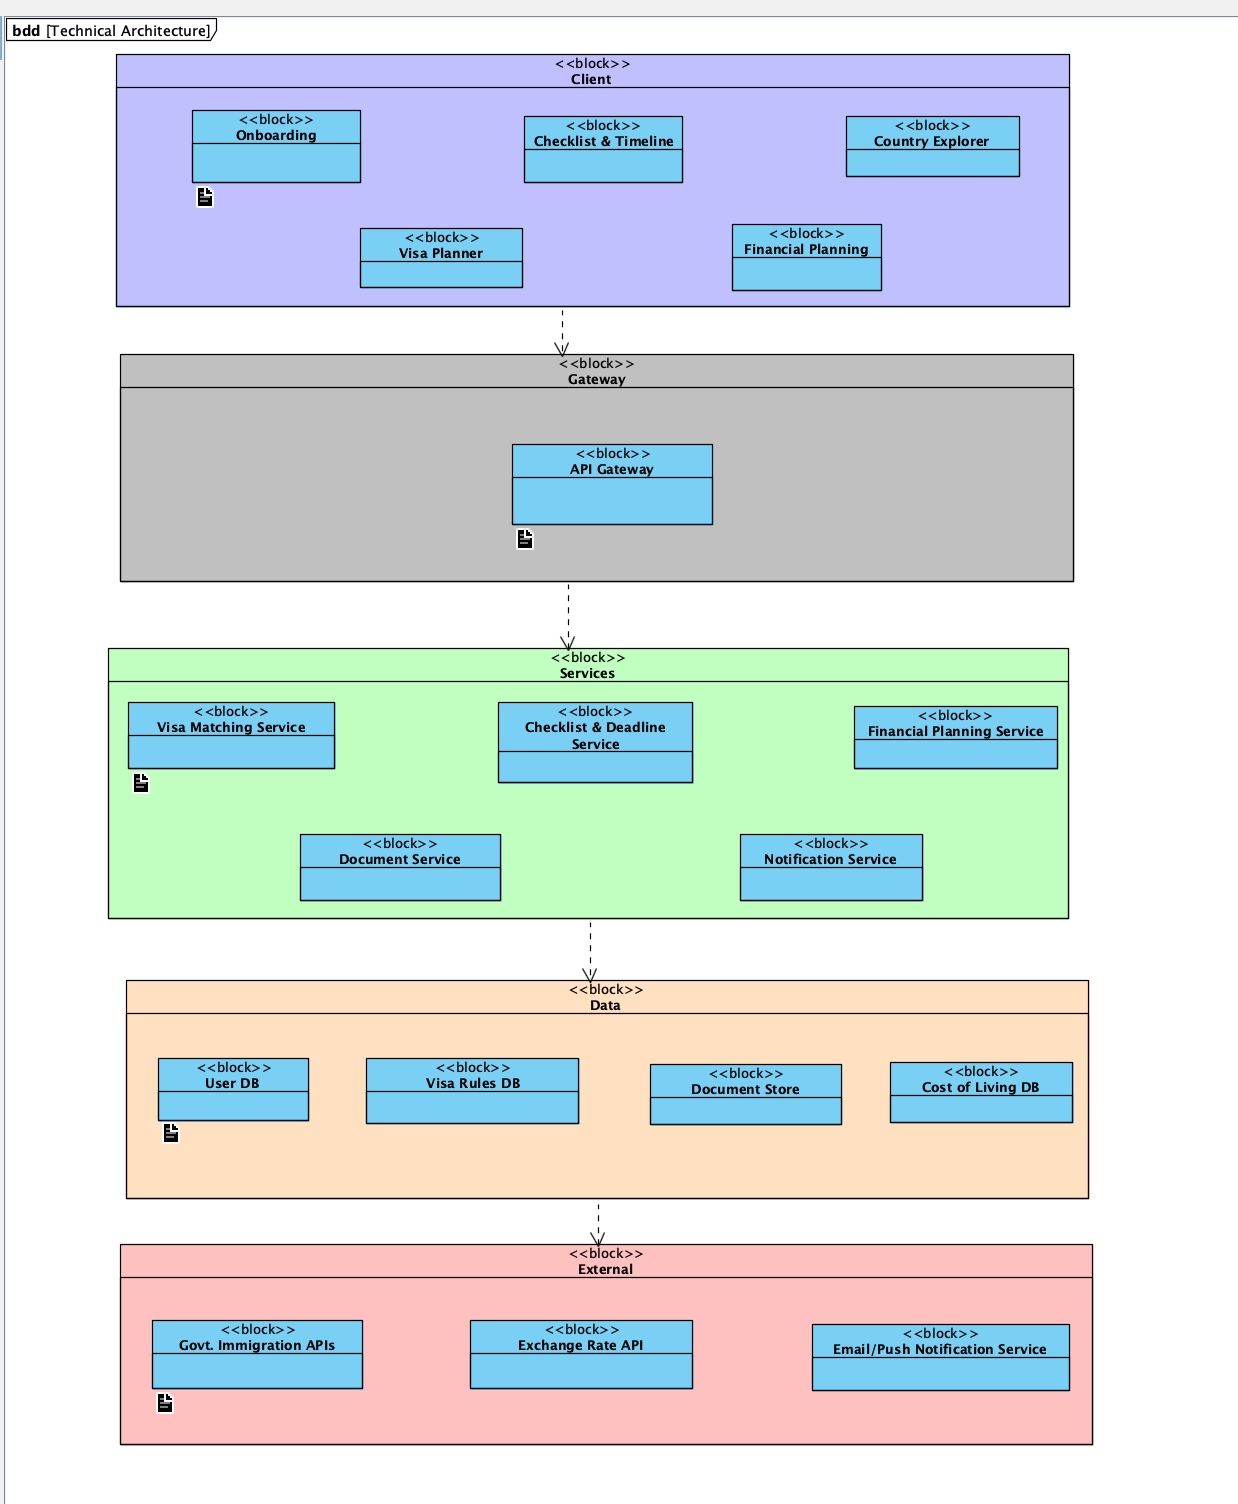 bdd [Technical Architecture]
<<block>>
Client
<<block>>
Onboarding
<<block>>
Checklist & Timeline
<<block>>
Country Explorer
<<block>>
Visa Planner
<<block>>
Financial Planning
<<block>>
Gateway
<<block>>
API Gateway
<<block>>
Services
<<block>>
Visa Matching Service
<<block>>
Checklist & Deadline
Service
<<block>>
Financial Planning Service
<<block>>
Document Service
<<block>>
Notification Service
<<block>>
Data
<<block>>
User DB
<<block>>
Visa Rules DB
<<block>>
Document Store
<<block>>
Cost of Living DB
<<block>>
External
<<block>>
Govt. Immigration APIs
<<block>>
Exchange Rate API
<<block>>
Email/Push Notification Service